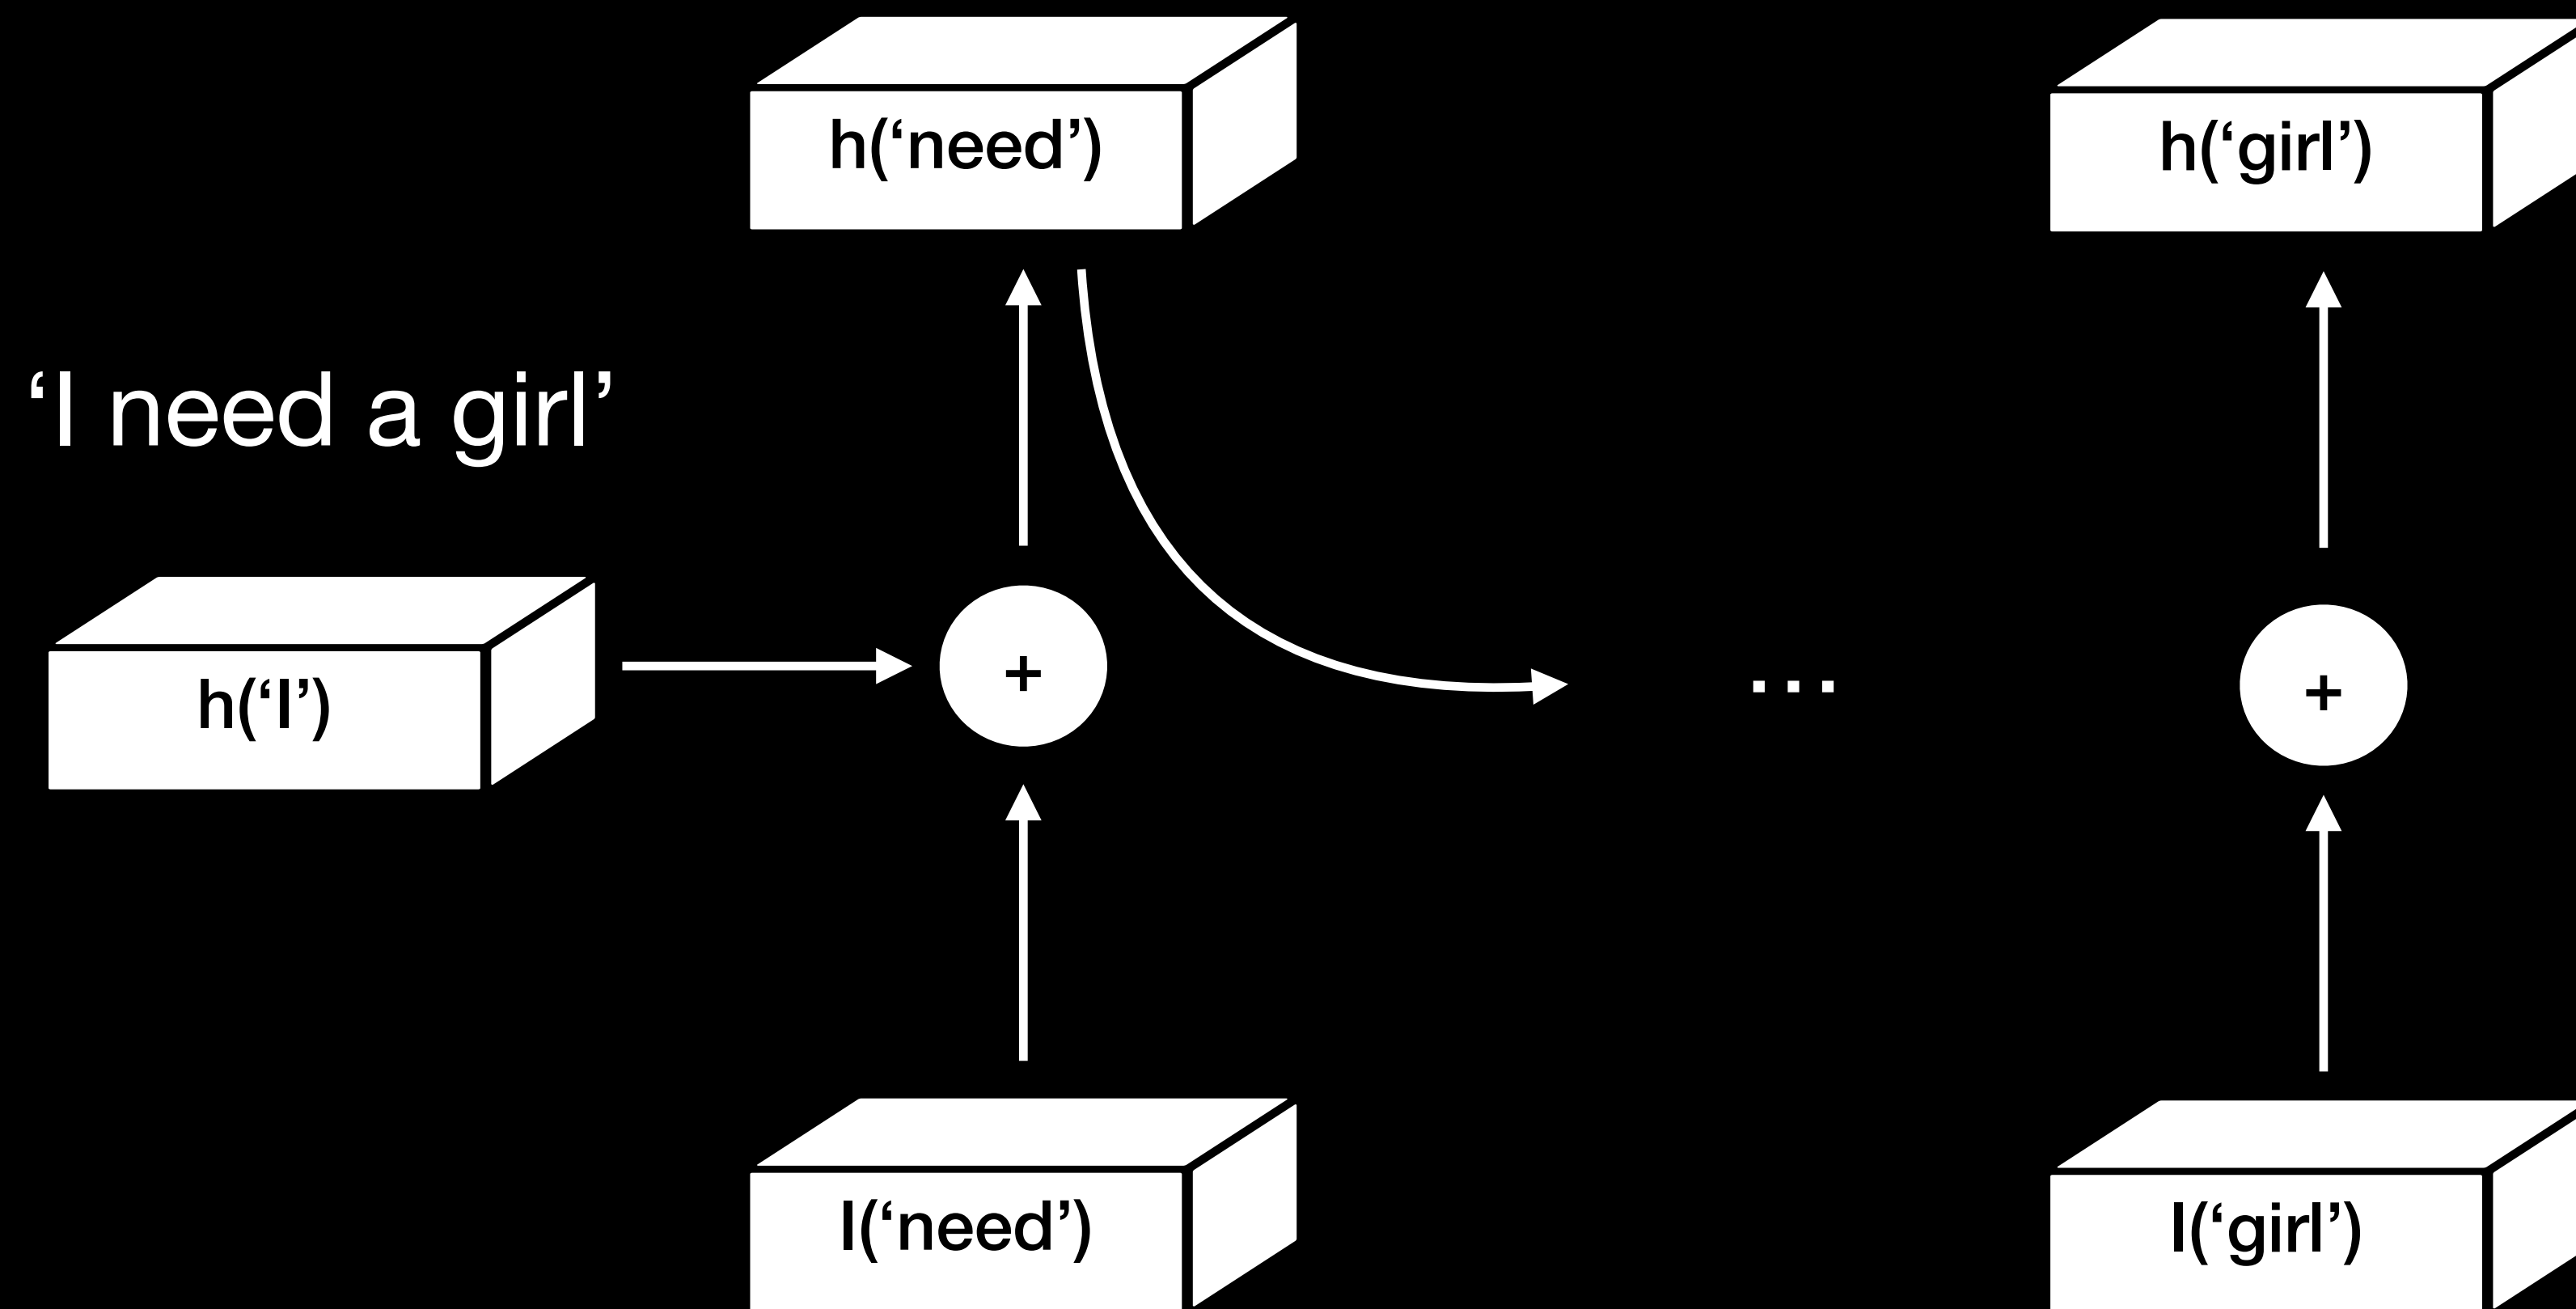 h(‘need’)
h(‘girl’)
‘I need a girl’
h(‘I’)
+
...
+
I(‘need’)
I(‘girl’)